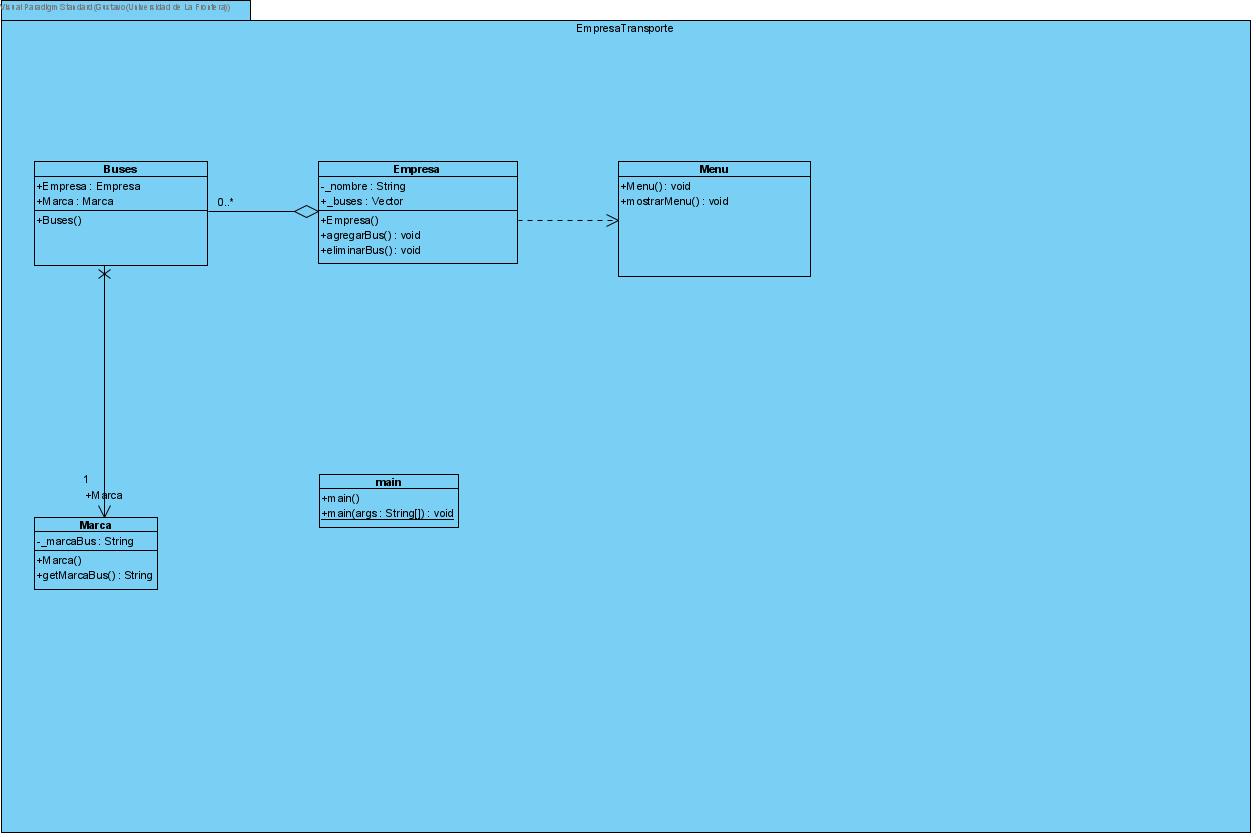 Visual Paradigm Standard(Gustavo(Universidad de La Frontera))
EmpresaTransporte
Buses
+Empresa : Empresa
+Marca : Marca
+Buses()
0..*
Empresa
-_nombre : String
+_buses : Vector
+Empresa()
+agregarBus() : void
+eliminarBus() : void
Menu
+Menu() : void
+mostrarMenu() : void
1
+Marca
Marca
-_marcaBus : String
+Marca()
+getMarcaBus() : String
main
+main()
+main(args : String[]) : void